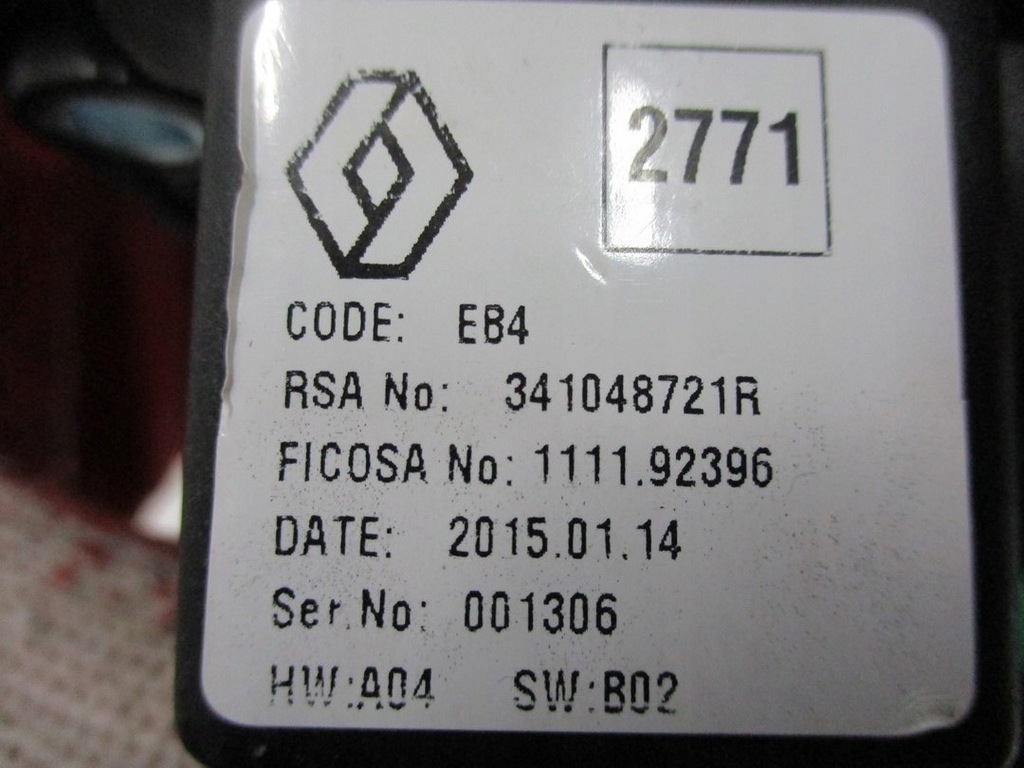 2771
CODE: EB4
RSA No: 341048721R
FICOSA No: 1111.92396
DATE: 2015.01.14
Ser.No: 001306
HW:A04 SW:B02